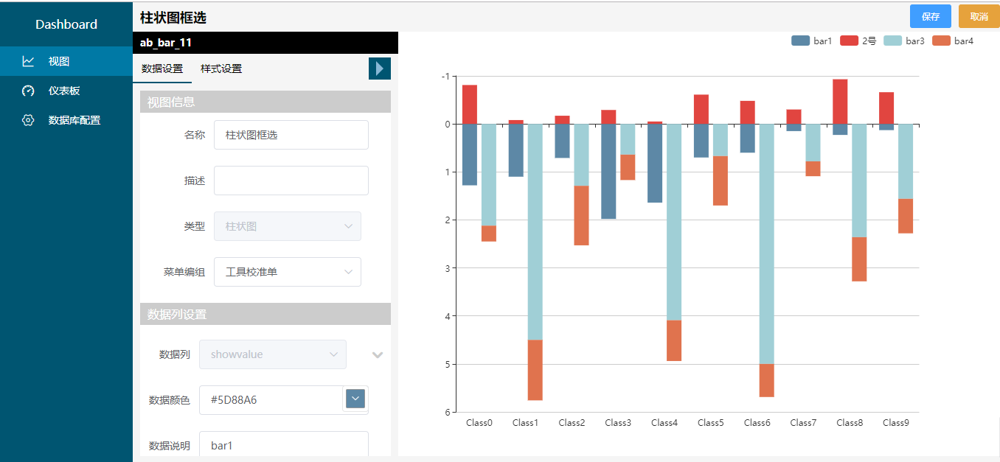 Dashboard
视图
仪表板
数据库配置
柱状图框选
保存
取消
ab_bar_11
数据设置 样式设置
视图信息
名称 柱状图框选
描述
类型 柱状图
菜单编组 工具校准单
数据列设置
数据列 showvalue
数据颜色 #5D88A6
数据说明 bar1
bar1 2号 bar3 bar4
-1
0
1
2
3
4
5
6
Class0 Class1 Class2 Class3 Class4 Class5 Class6 Class7 Class8 Class9